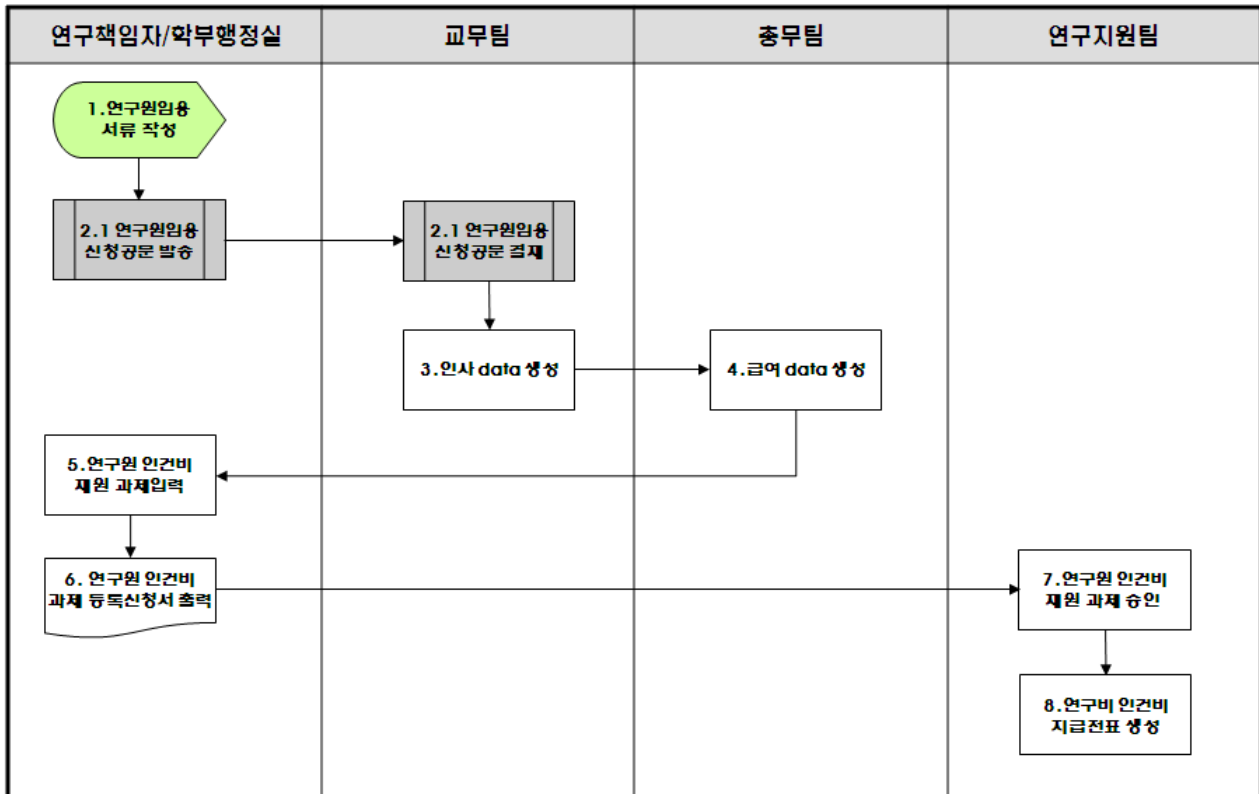 연구책임자/학부행정실
교무팀
총무팀
연구지원팀
1.연구원임용
서류 작성
2.1 연구원임용
신청공문 발송
2.1 연구원임용
신청공문 결재
3.인사 data 생성
4.급여 data 생성
5.연구원 인건비
재원 과제입력
6. 연구원 인건비
과제 등록신청서 출력
7.연구원 인건비
재원 과제 승인
8.연구비 인건비
지급전표 생성